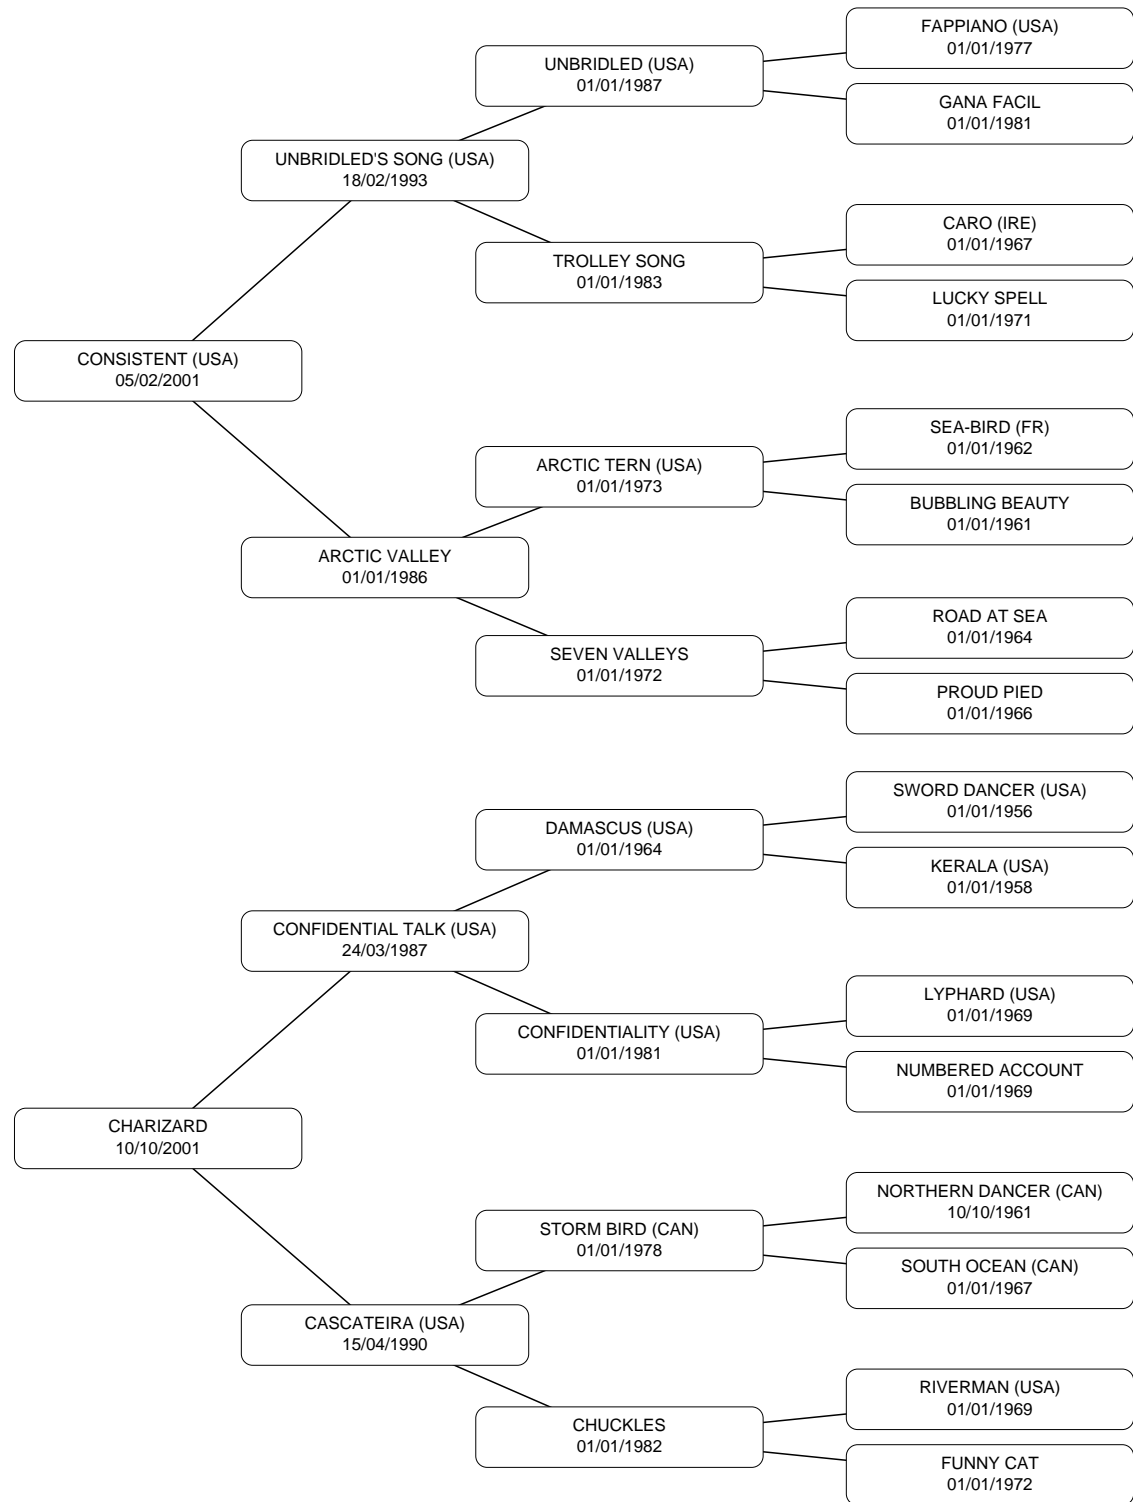 FAPPIANO (USA)
01/01/1977
UNBRIDLED (USA)
01/01/1987
GANA FACIL
01/01/1981
UNBRIDLED'S SONG (USA)
18/02/1993
CARO (IRE)
01/01/1967
TROLLEY SONG
01/01/1983
LUCKY SPELL
01/01/1971
CONSISTENT (USA)
05/02/2001
SEA-BIRD (FR)
01/01/1962
ARCTIC TERN (USA)
01/01/1973
BUBBLING BEAUTY
01/01/1961
ARCTIC VALLEY
01/01/1986
ROAD AT SEA
01/01/1964
SEVEN VALLEYS
01/01/1972
PROUD PIED
01/01/1966
SWORD DANCER (USA)
01/01/1956
DAMASCUS (USA)
01/01/1964
KERALA (USA)
01/01/1958
CONFIDENTIAL TALK (USA)
24/03/1987
LYPHARD (USA)
01/01/1969
CONFIDENTIALITY (USA)
01/01/1981
NUMBERED ACCOUNT
01/01/1969
CHARIZARD
10/10/2001
NORTHERN DANCER (CAN)
10/10/1961
STORM BIRD (CAN)
01/01/1978
SOUTH OCEAN (CAN)
01/01/1967
CASCATEIRA (USA)
15/04/1990
RIVERMAN (USA)
01/01/1969
CHUCKLES
01/01/1982
FUNNY CAT
01/01/1972